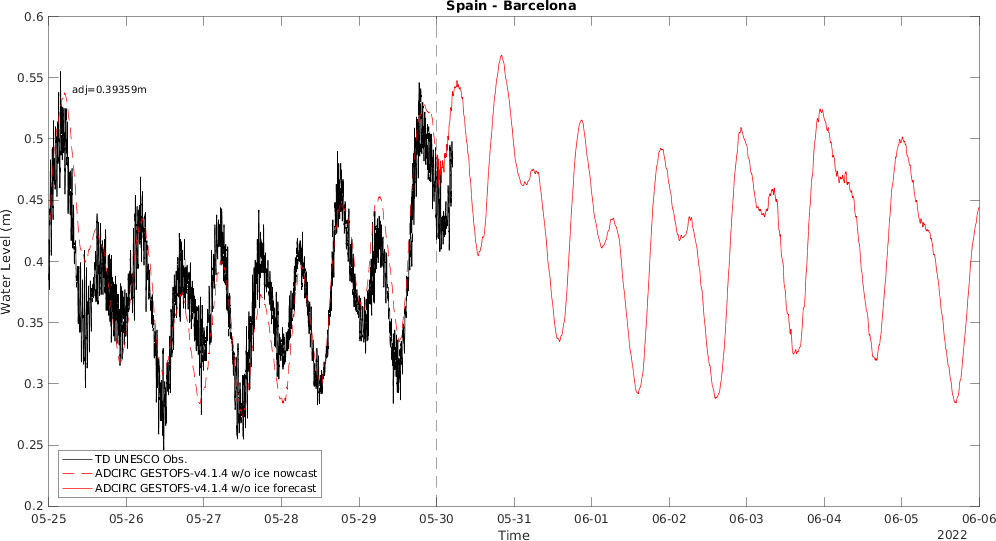 Spain - Barcelona
0.6
0.55
0.5
0.45
0.4
0.35
0.3
0.25
0.2
Water Level (m)
adj=0.39359m
TD UNESCO Obs.
ADCIRC GESTOFS-v4.1.4 w/o ice nowcast
ADCIRC GESTOFS-v4.1.4 w/o ice forecast
05-25 05-26 05-27 05-28 05-29 05-30 05-31 06-01 06-02 06-03 06-04 06-05 06-06
Time
2022